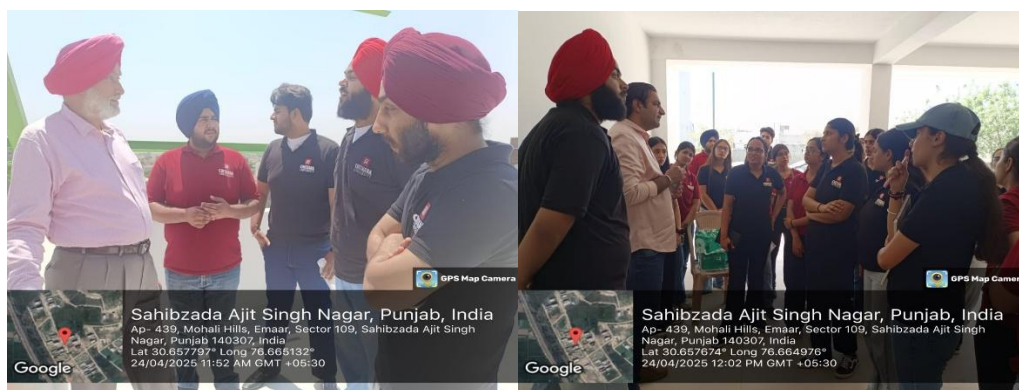 GPS Map Camera
Sahibzada Ajit Singh Nagar, Punjab, India
Ap- 439, Mohali Hills, Emaar, Sector 109, Sahibzada Ajit Singh
Nagar, Punjab 140307, India
Lat 30.657797° Long 76.665132°
24/04/2025 11:52 AM GMT +05:30
Google
GPS Map Camera
Sahibzada Ajit Singh Nagar, Punjab, India
Ap- 439, Mohali Hills, Emaar, Sector 109, Sahibzada Ajit Singh
Nagar, Punjab 140307, India
Lat 30.657674° Long 76.664976°
24/04/2025 12:02 PM GMT +05:30
Google